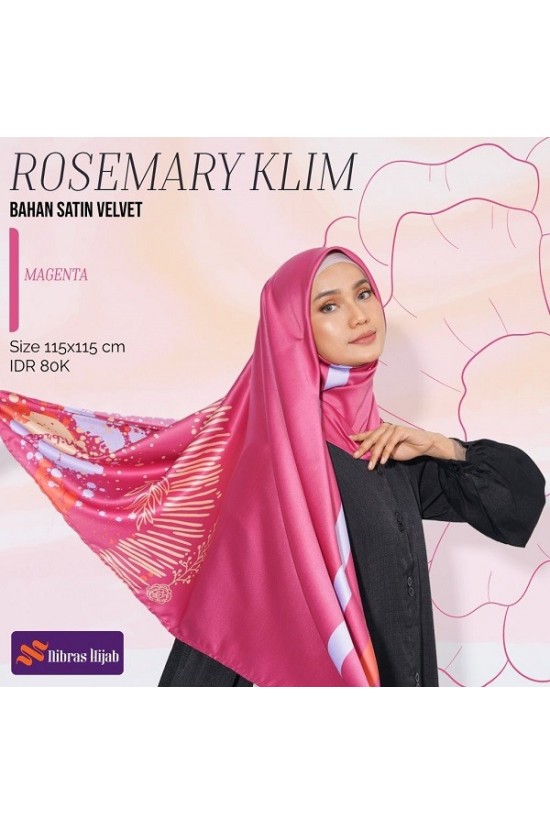 ROSEMARY KLIM
BAHAN SATIN VELVET
MAGENTA
Size 115x115 cm
IDR 80K
Nibras Hijab